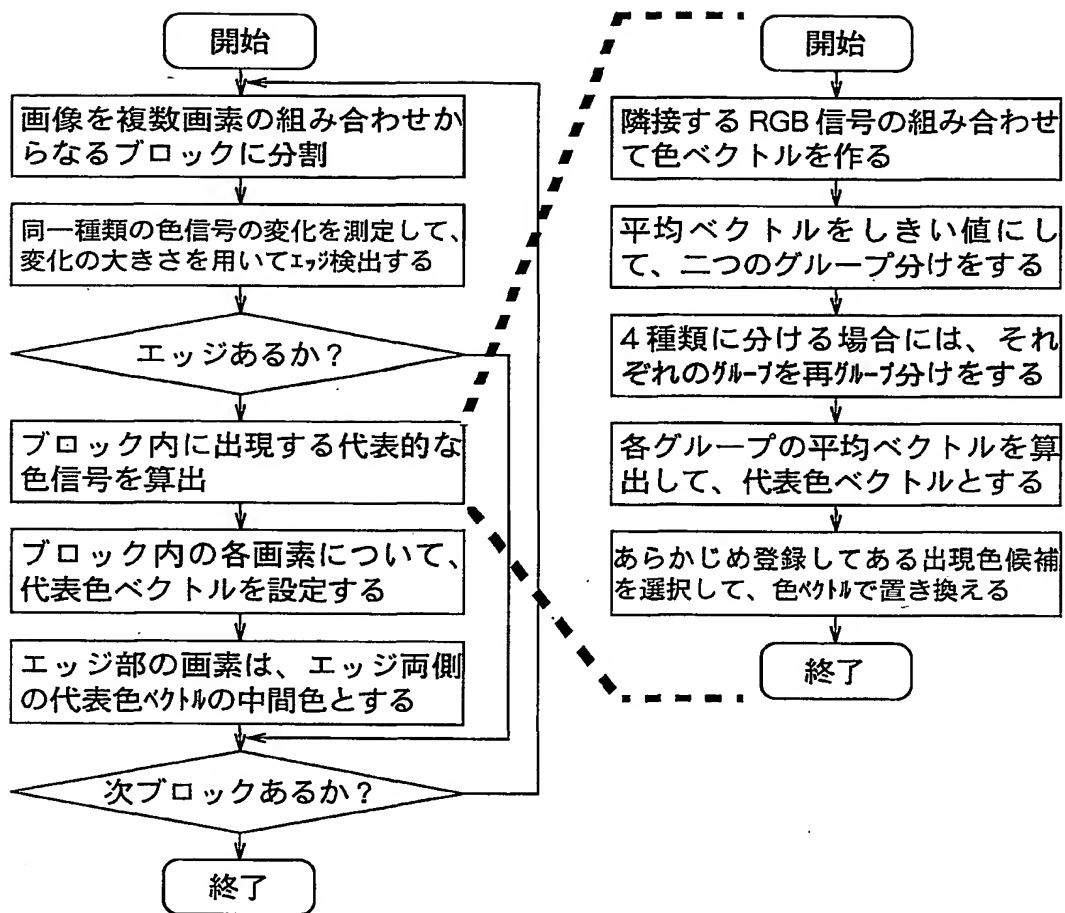 開始
画像を複数画素の組み合わせか
らなるブロックに分割
同一種類の色信号の変化を測定して、
変化の大きさを用いてエッジ検出する
エッジあるか？
ブロック内に出現する代表的な
色信号を算出
ブロック内の各画素について、
代表色ベクトルを設定する
エッジ部の画素は、エッジ両側
の代表色ベクトルの中間色とする
次ブロックあるか？
終了
開始
隣接する RGB 信号の組み合わせ
て色ベクトルを作る
平均ベクトルをしきい値にし
て、二つのグループ分けをする
４種類に分ける場合には、それ
ぞれのグループを再グループ分けをする
各グループの平均ベクトルを算
出して、代表色ベクトルとする
あらかじめ登録してある出現色候補
を選択して、色ベクトルで置き換える
終了